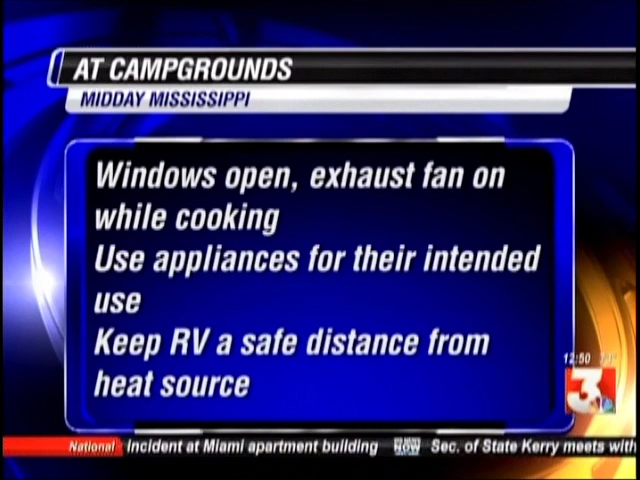 AT CAMPGROUNDS
MIDDAY MISSISSIPPI
Windows open, exhaust fan on
while cooking
Use appliances for their intended
use
Keep RV a safe distance from
heat source
12:50
3
National Incident at Miami apartment building NOW Sec. of State Kerry meets with